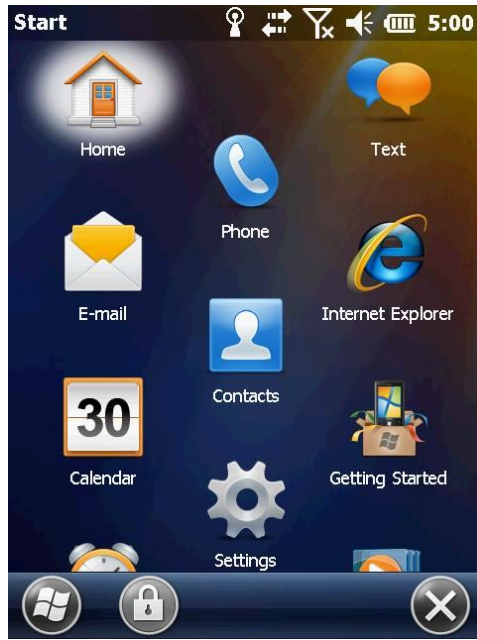 Start 5:00
Home
Text
Phone
E-mail
Internet Explorer
Contacts
30
Calendar
Getting Started
Settings